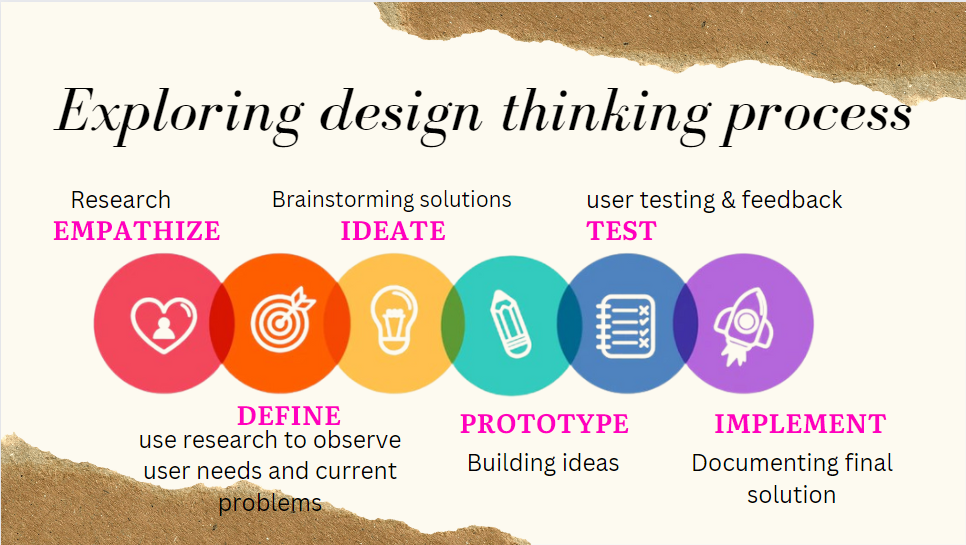 Exploring design thinking process
Research
EMPATHIZE
Brainstorming solutions
IDEATE
user testing & feedback
TEST
DEFINE
use research to observe
user needs and current
problems
PROTOTYPE
Building ideas
IMPLEMENT
Documenting final
solution